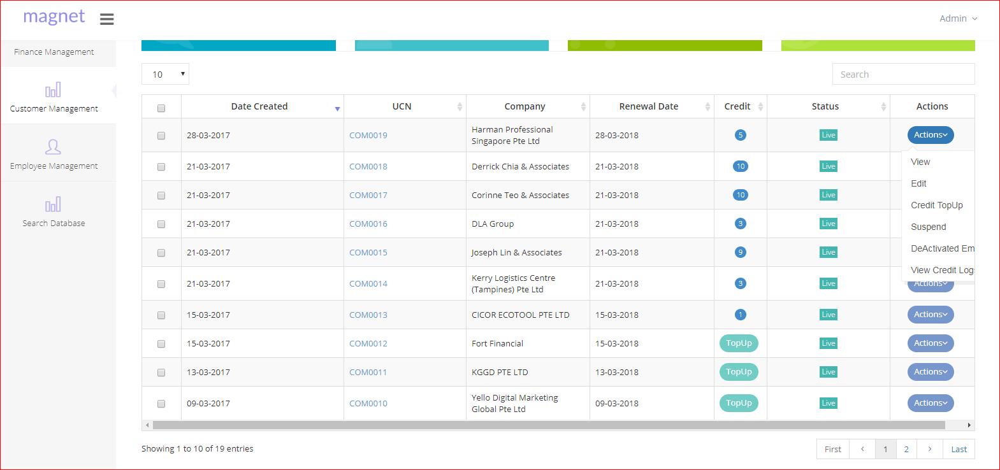 magnet
Admin
Finance Management
Customer Management
Employee Management
Search Database
10
Search
Date Created UCN Company Renewal Date Credit Status Actions
28-03-2017 COM0019 Harman Professional Singapore Pte Ltd 28-03-2018 5 Live Actions
21-03-2017 COM0018 Derrick Chia & Associates 21-03-2018 10 Live
21-03-2017 COM0017 Corinne Teo & Associates 21-03-2018 10 Live
21-03-2017 COM0016 DLA Group 21-03-2018 3 Live
21-03-2017 COM0015 Joseph Lin & Associates 21-03-2018 9 Live
21-03-2017 COM0014 Kerry Logistics Centre (Tampines) Pte Ltd 21-03-2018 3 Live Actions
15-03-2017 COM0013 CICOR ECOTOOL PTE LTD 15-03-2018 1 Live Actions
15-03-2017 COM0012 Fort Financial 15-03-2018 TopUp Live Actions
13-03-2017 COM0011 KGGD PTE LTD 13-03-2018 TopUp Live Actions
09-03-2017 COM0010 Yello Digital Marketing Global Pte Ltd 09-03-2018 TopUp Live Actions
View
Edit
Credit TopUp
Suspend
DeActivated Em
View Credit Logs
Showing 1 to 10 of 19 entries
First 1 2 Last